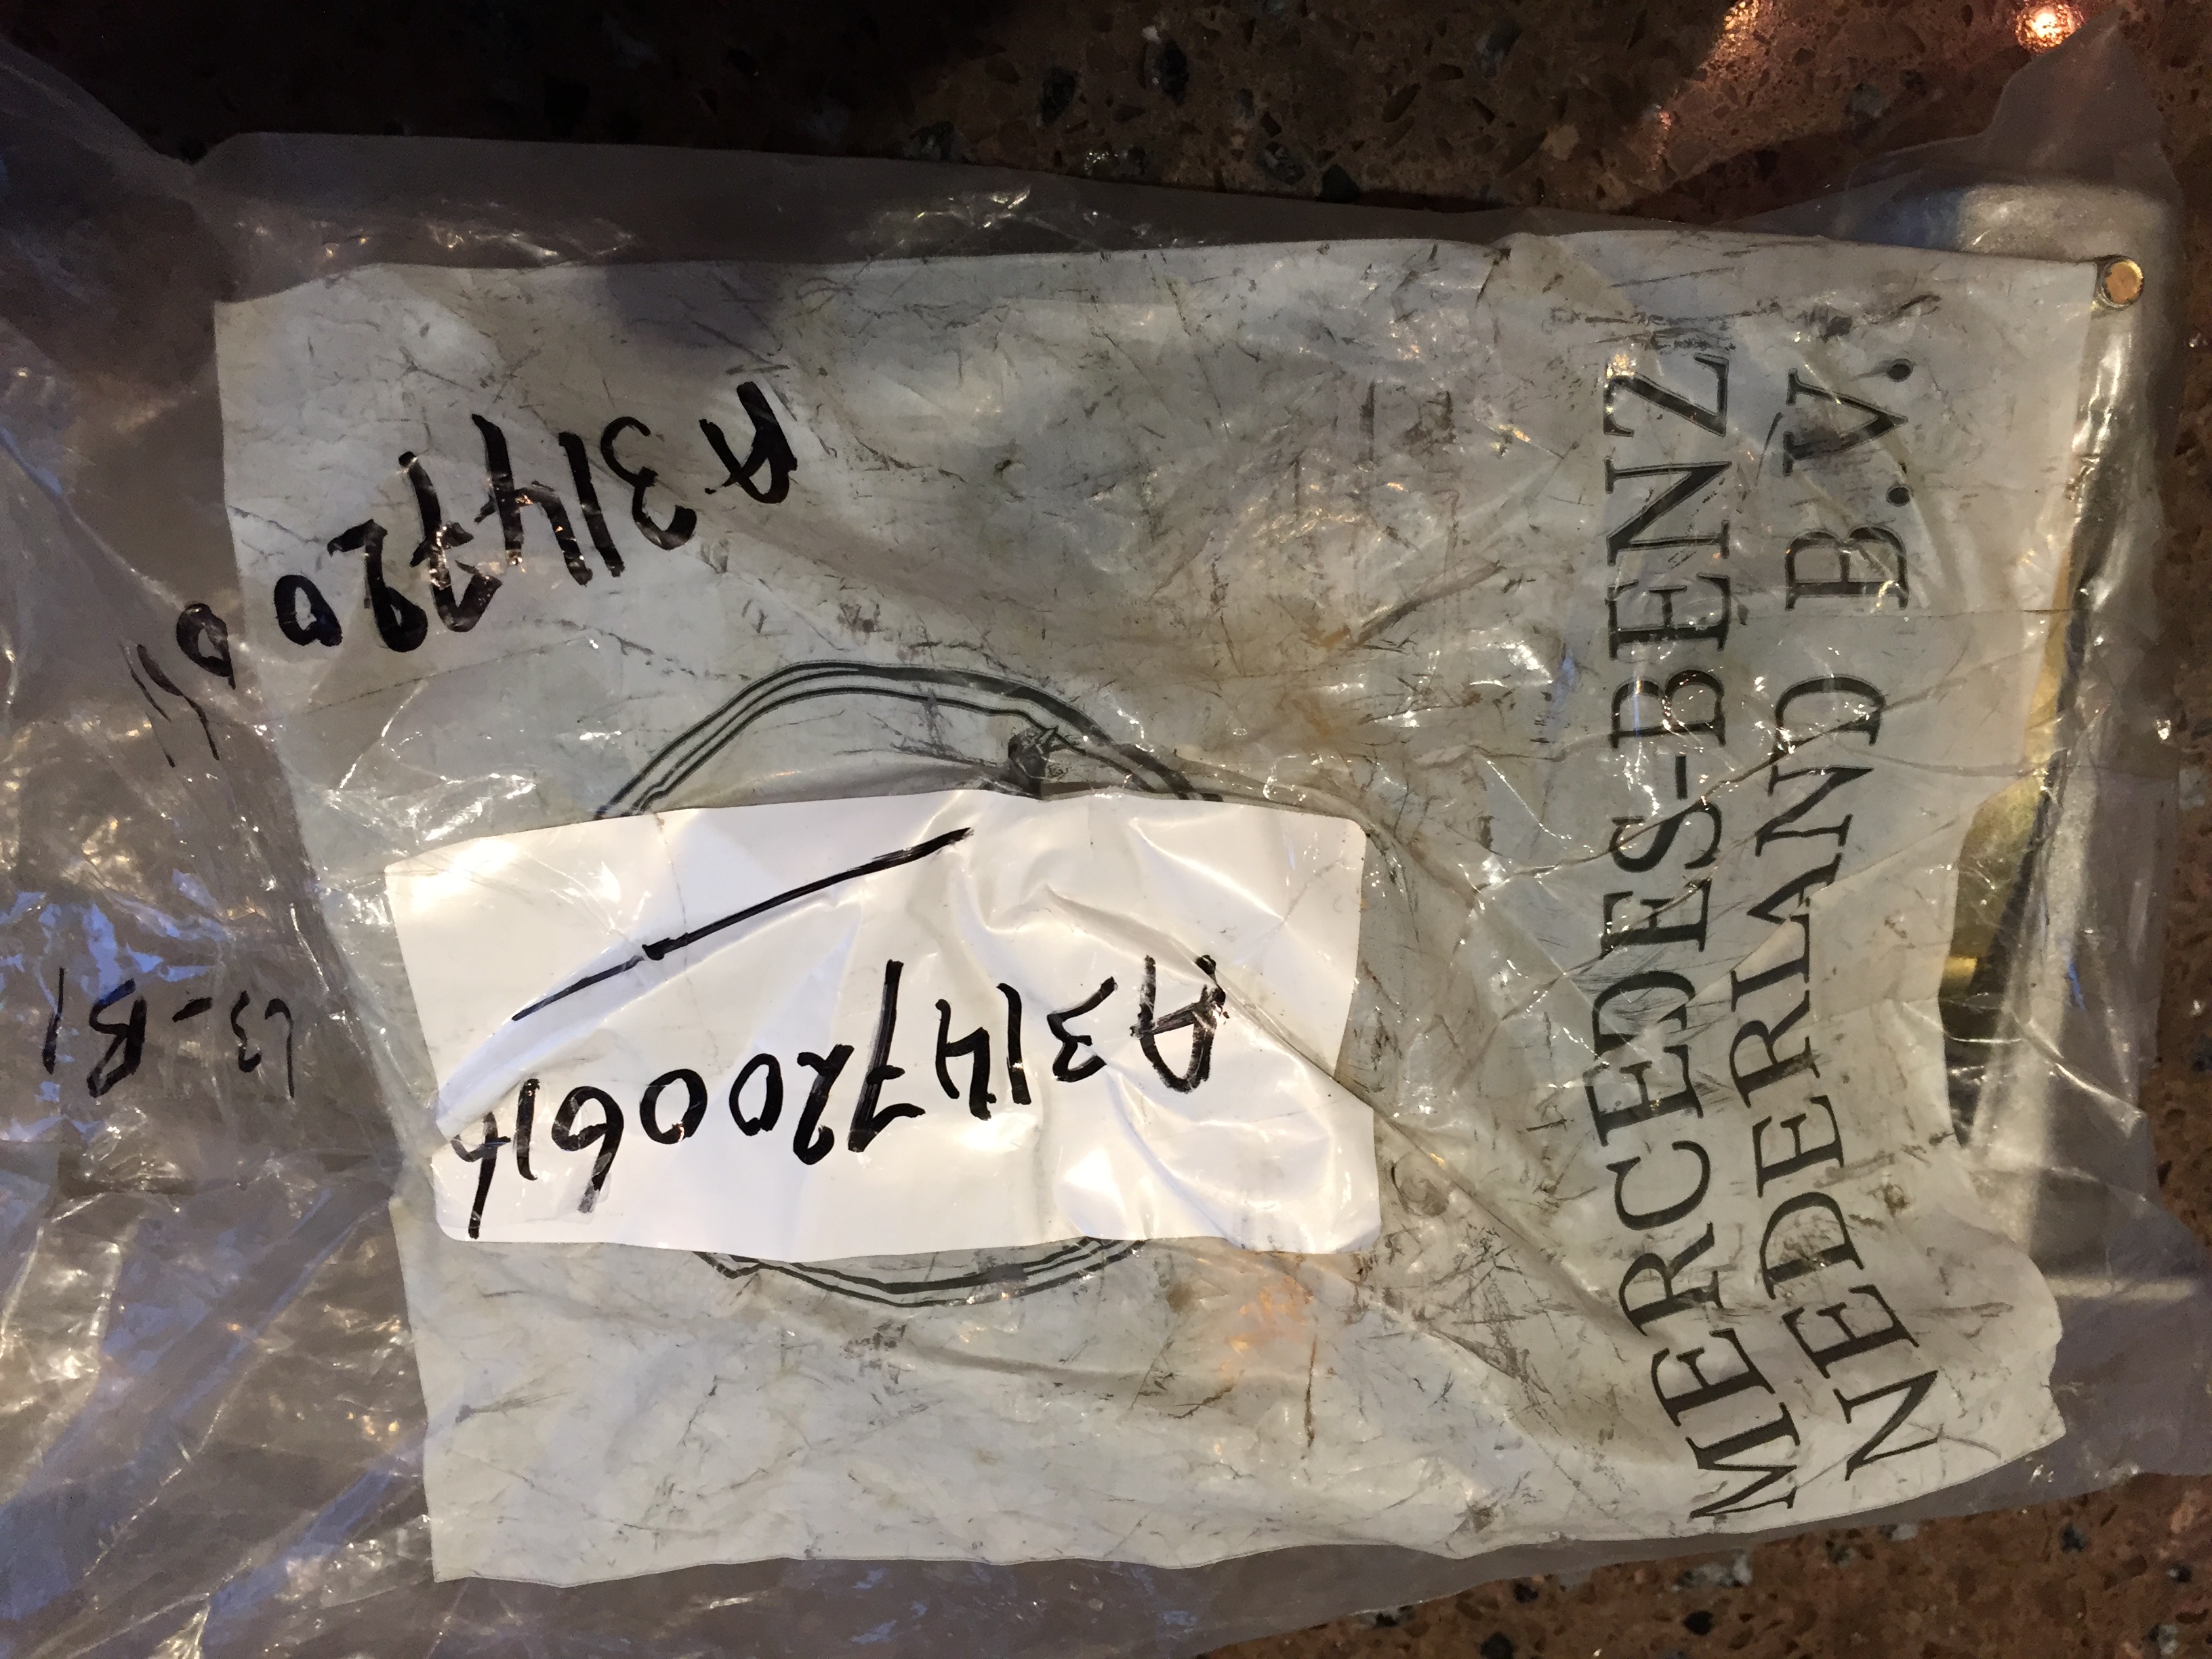 MERCEDES-BENZ
NEDERLAND B.V.
A3147200614
A3147200
L3-B1